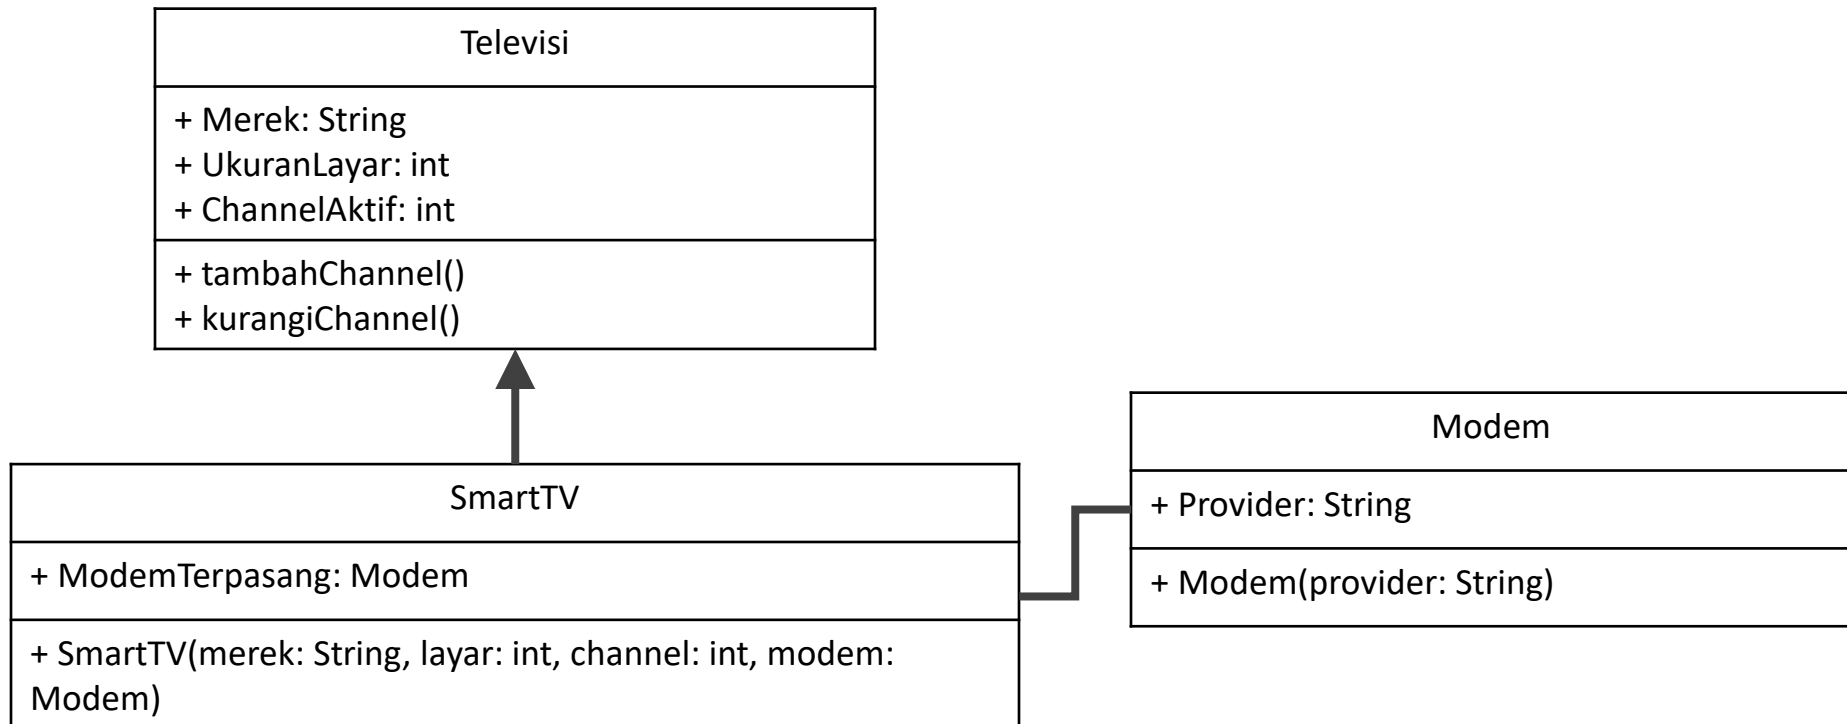 Televisi
+ Merek: String
+ UkuranLayar: int
+ ChannelAktif: int
+ tambahChannel()
+ kurangiChannel()
SmartTV
+ ModemTerpasang: Modem
+ SmartTV(merek: String, layar: int, channel: int, modem:
Modem)
Modem
+ Provider: String
+ Modem(provider: String)